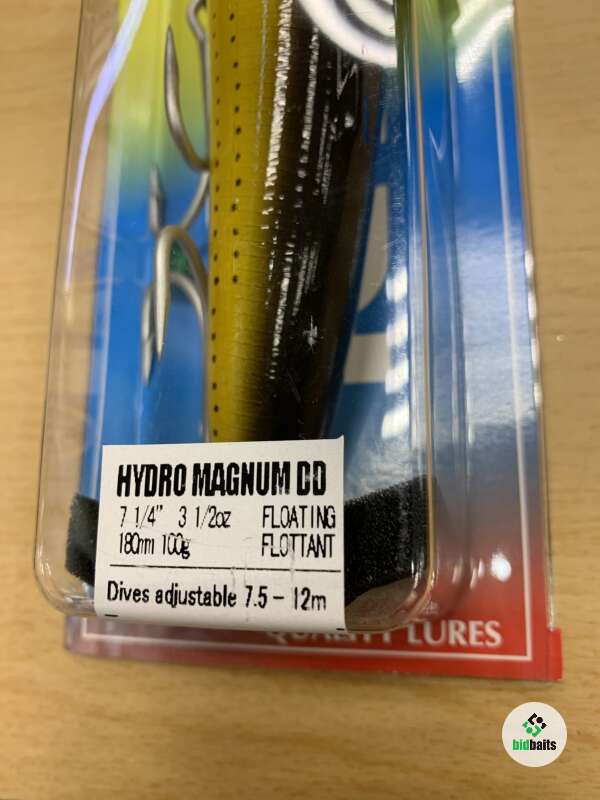 HYDRO MAGNUM DD
7 1/4" 3 1/2oz FLOATING
180mm 100g FLOTTANT
Dives adjustable 7.5 - 12m
QUALITY LURES
bidbaits